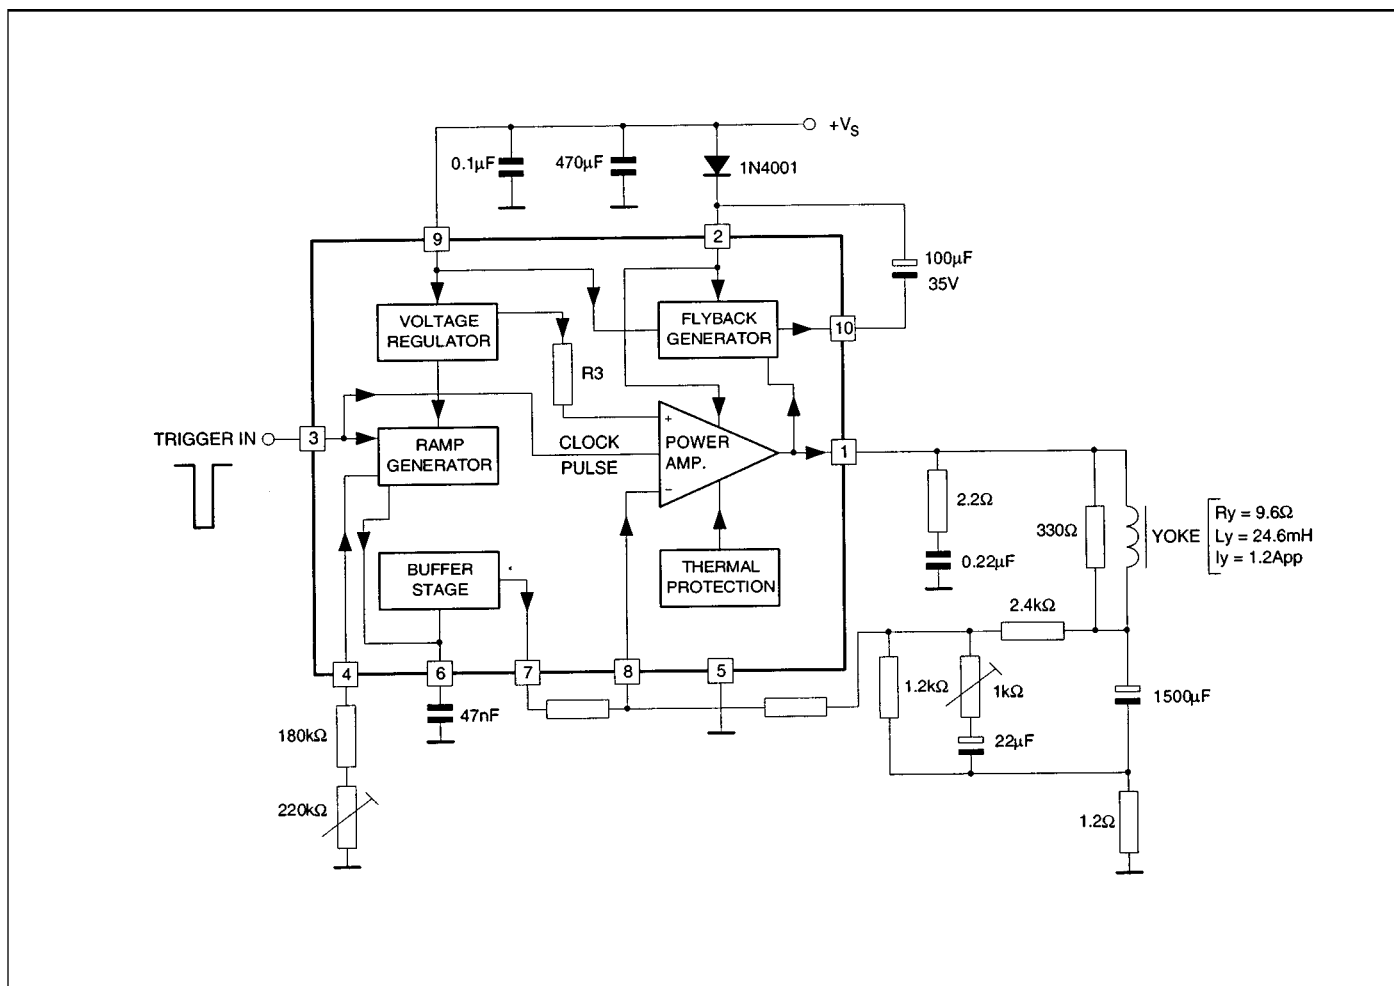 +VS
0.1µF
470µF
1N4001
9
2
100µF
35V
VOLTAGE
REGULATOR
FLYBACK
GENERATOR
10
R3
+
TRIGGER IN
3
RAMP
GENERATOR
CLOCK
PULSE
POWER
AMP.
−
1
2.2Ω
330Ω
YOKE
Ry = 9.6Ω
Ly = 24.6mH
Iy = 1.2App
0.22µF
BUFFER
STAGE
THERMAL
PROTECTION
2.4kΩ
4
6
7
8
5
1.2kΩ
1kΩ
1500µF
47nF
180kΩ
22µF
220kΩ
1.2Ω